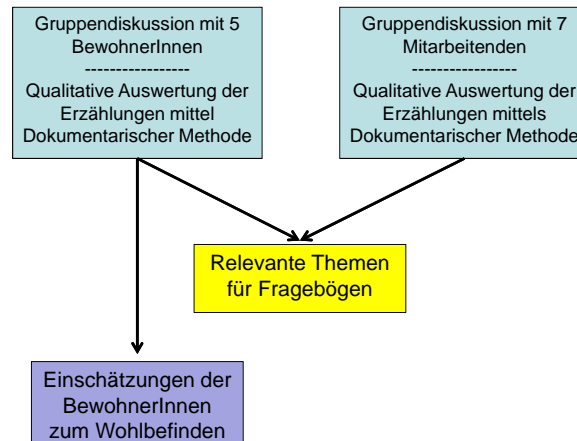 Gruppendiskussion mit 5
BewohnerInnen
-----------------
Qualitative Auswertung der
Erzählungen mittel
Dokumentarischer Methode
Gruppendiskussion mit 7
Mitarbeitenden
-----------------
Qualitative Auswertung der
Erzählungen mittels
Dokumentarischer Methode
Relevante Themen
für Fragebögen
Einschätzungen der
BewohnerInnen
zum Wohlbefinden